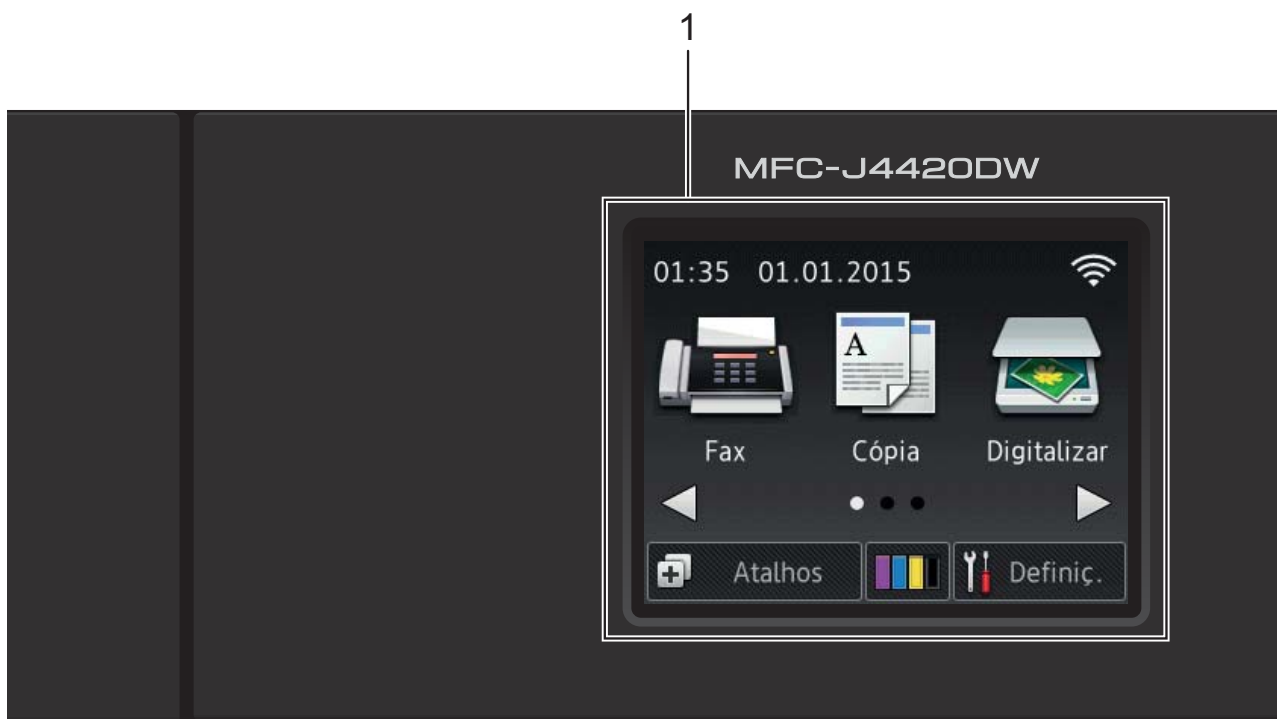 1
MFC-J4420DW
01:35 01.01.2015
A
Fax Cópia Digitalizar
Atalhos Definiç.